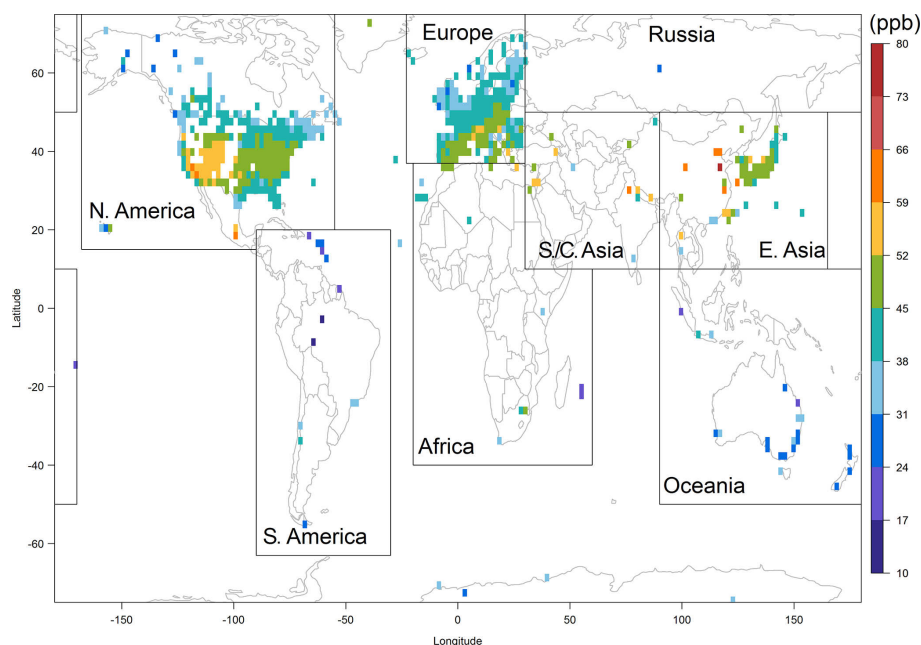 (ppb)
Europe
Russia
N. America
S./C. Asia
E. Asia
Africa
Oceania
S. America
80
73
66
59
52
45
38
31
24
17
10
60
40
20
0
-20
-40
-60
Latitude
-150
-100
-50
0
50
100
150
Longitude